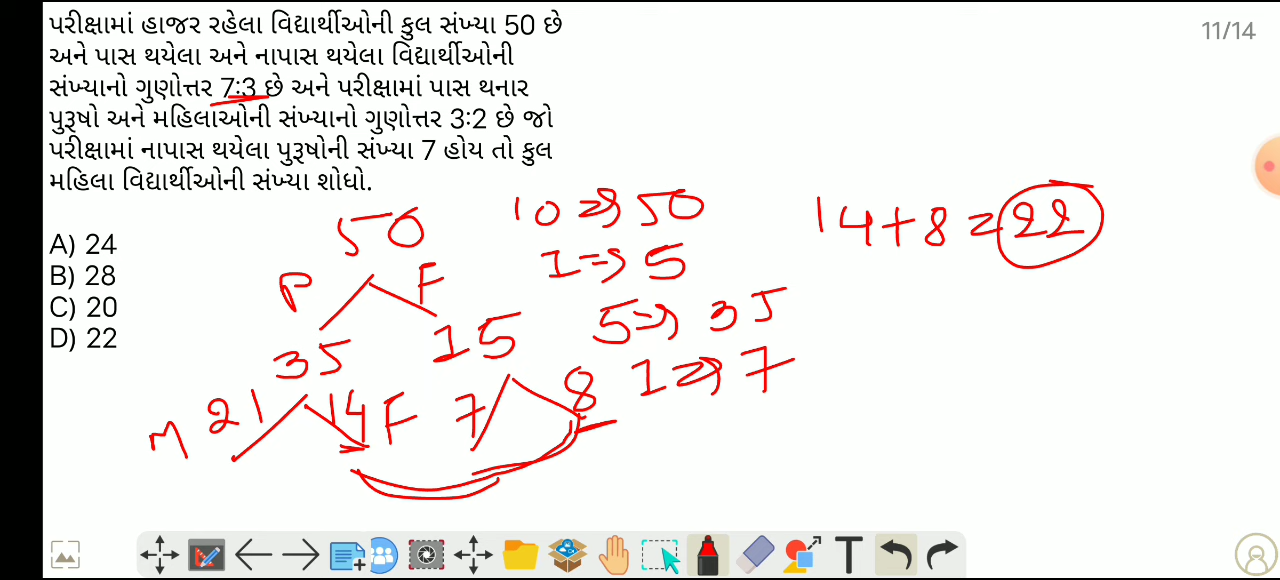 પરીક્ષામાં હાજર રહેલા વિદ્યાર્થીઓની કુલ સંખ્યા 50 છે
અને પાસ થયેલા અને નાપાસ થયેલા વિદ્યાર્થીઓની
સંખ્યાનો ગુણોત્તર 7:3 છે અને પરીક્ષામાં પાસ થનાર
પુરૂષો અને મહિલાઓની સંખ્યાનો ગુણોત્તર 3:2 છે જો
પરીક્ષામાં નાપાસ થયેલા પુરૂષોની સંખ્યા 7 હોય તો કુલ
મહિલા વિદ્યાર્થીઓની સંખ્યા શોધો.
A) 24
B) 28
C) 20
D) 22
11/14
50
P F
35 15
M 21 14 F 7 8
10 => 50
1 => 5
5 => 35
1 => 7
14+8=22
T